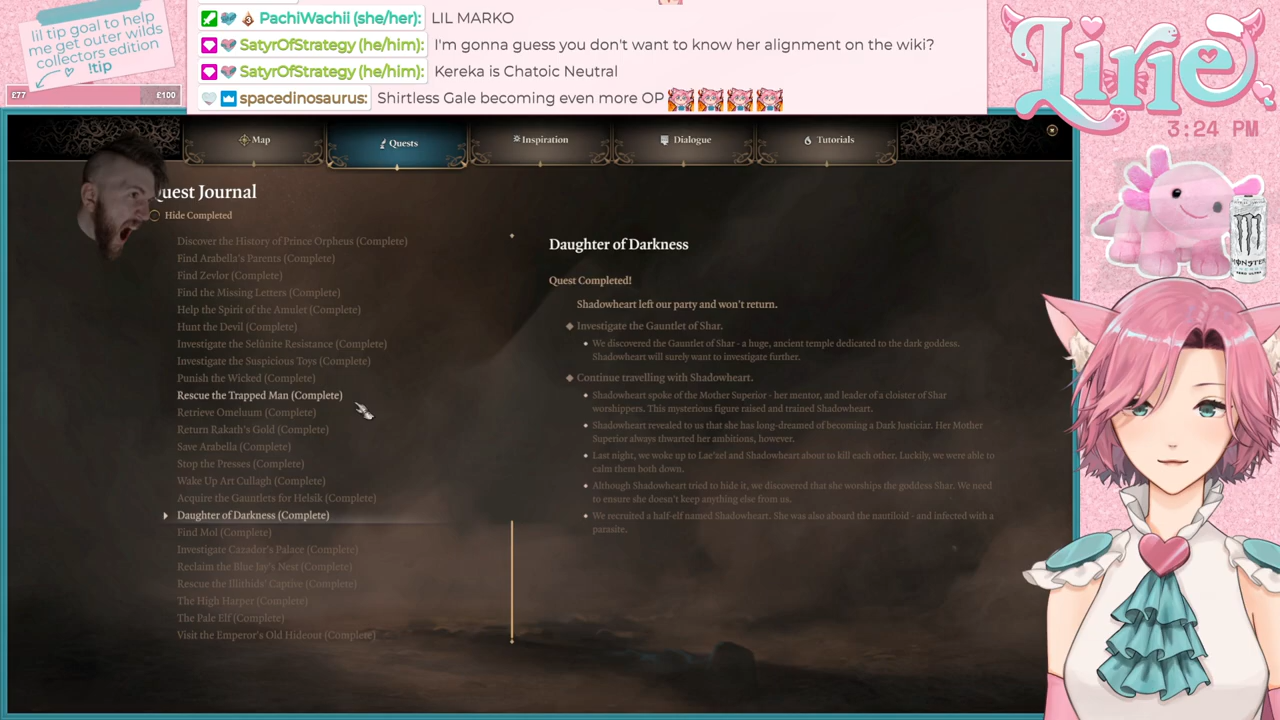 lil tip goal to help
me get outer wilds
collectors edition
!tip
£77
£100
PachiWachii (she/her): LIL MARKO
SatyrOfStrategy (he/him): I'm gonna guess you don't want to know her alignment on the wiki?
SatyrOfStrategy (he/him): Kereka is Chatoic Neutral
spacedinosaurus: Shirtless Gale becoming even more OP
Lirie
3:24 PM
Map
Quests
Inspiration
Dialogue
Tutorials
Quest Journal
Hide Completed
Discover the History of Prince Orpheus (Complete)
Find Arabella's Parents (Complete)
Find Zevlor (Complete)
Find the Missing Letters (Complete)
Help the Spirit of the Amulet (Complete)
Hunt the Devil (Complete)
Investigate the Selûnite Resistance (Complete)
Investigate the Suspicious Toys (Complete)
Punish the Wicked (Complete)
Rescue the Trapped Man (Complete)
Retrieve Omeluum (Complete)
Return Rakath's Gold (Complete)
Save Arabella (Complete)
Stop the Presses (Complete)
Wake Up Art Cullagh (Complete)
Acquire the Gauntlets for Helsik (Complete)
Daughter of Darkness (Complete)
Find Mol (Complete)
Investigate Cazador's Palace (Complete)
Reclaim the Blue Jay's Nest (Complete)
Rescue the Illithids' Captive (Complete)
The High Harper (Complete)
The Pale Elf (Complete)
Visit the Emperor's Old Hideout (Complete)
Daughter of Darkness
Quest Completed!
Shadowheart left our party and won't return.
Investigate the Gauntlet of Shar.
We discovered the Gauntlet of Shar - a huge, ancient temple dedicated to the dark goddess.
Shadowheart will surely want to investigate further.
Continue travelling with Shadowheart.
Shadowheart spoke of the Mother Superior - her mentor, and leader of a cloister of Shar
worshippers. This mysterious figure raised and trained Shadowheart.
Shadowheart revealed to us that she has long-dreamed of becoming a Dark Justiciar. Her Mother
Superior always thwarted her ambitions, however.
Last night, we woke up to Lae'zel and Shadowheart about to kill each other. Luckily, we were able to
calm them both down.
Although Shadowheart tried to hide it, we discovered that she worships the goddess Shar. We need
to ensure she doesn't keep anything else from us.
We recruited a half-elf named Shadowheart. She was also aboard the nautiloid - and infected with a
parasite.
MONSTER